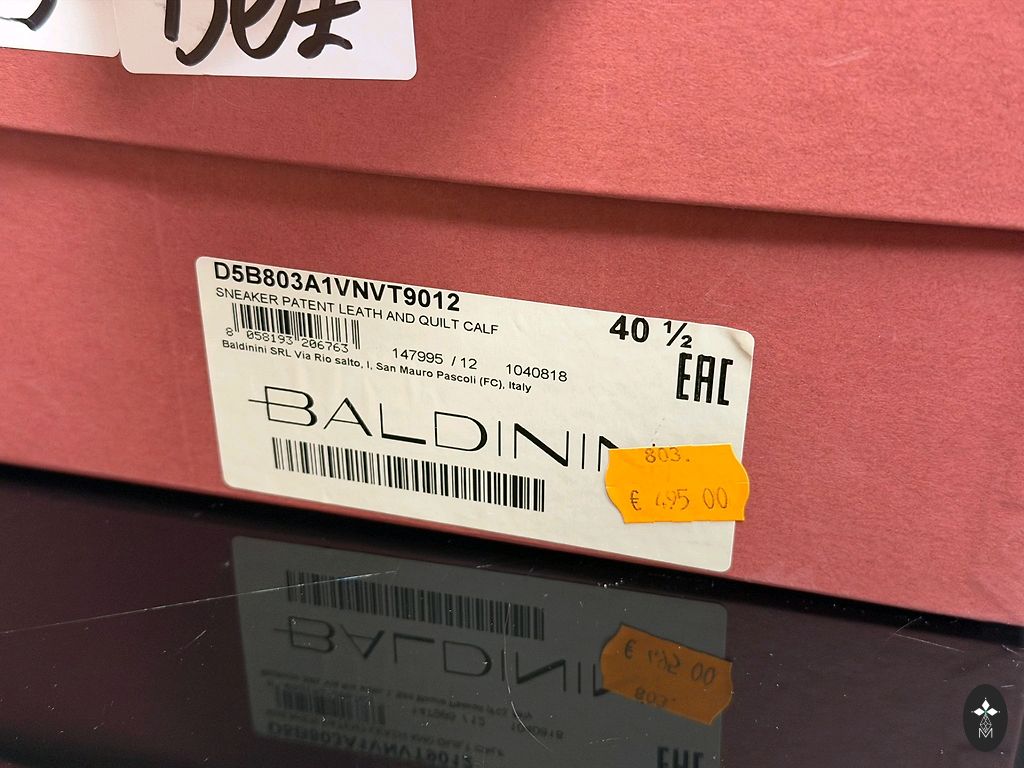 D5B803A1VNVT9012
SNEAKER PATENT LEATH AND QUILT CALF
40 ½
8 058193 206763
147995 / 12 1040818
EAC
Baldinini SRL Via Rio salto, I, San Mauro Pascoli (FC), Italy
BALDININ
803.
€ 495 00
M